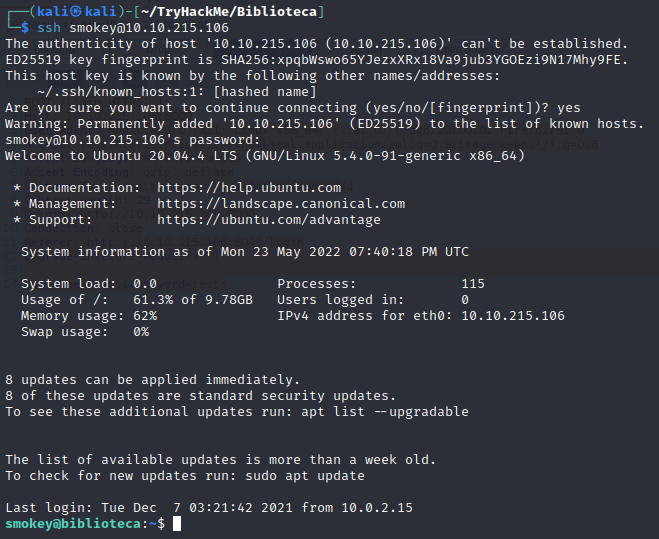 ┌──(kali㉿kali)-[~/TryHackMe/Biblioteca]
└─$ ssh smokey@10.10.215.106
The authenticity of host '10.10.215.106 (10.10.215.106)' can't be established.
ED25519 key fingerprint is SHA256:xpqbWswo65YJezxXRx18Va9jub3YGOEzi9N17Mhy9FE.
This host key is known by the following other names/addresses:
    ~/.ssh/known_hosts:1: [hashed name]
Are you sure you want to continue connecting (yes/no/[fingerprint])? yes
Warning: Permanently added '10.10.215.106' (ED25519) to the list of known hosts.
smokey@10.10.215.106's password:
Welcome to Ubuntu 20.04.4 LTS (GNU/Linux 5.4.0-91-generic x86_64)

 * Documentation:  https://help.ubuntu.com
 * Management:     https://landscape.canonical.com
 * Support:        https://ubuntu.com/advantage

  System information as of Mon 23 May 2022 07:40:18 PM UTC

  System load:  0.0               Processes:             115
  Usage of /:   61.3% of 9.78GB   Users logged in:       0
  Memory usage: 62%               IPv4 address for eth0: 10.10.215.106
  Swap usage:   0%


8 updates can be applied immediately.
8 of these updates are standard security updates.
To see these additional updates run: apt list --upgradable


The list of available updates is more than a week old.
To check for new updates run: sudo apt update

Last login: Tue Dec  7 03:21:42 2021 from 10.0.2.15
smokey@biblioteca:~$